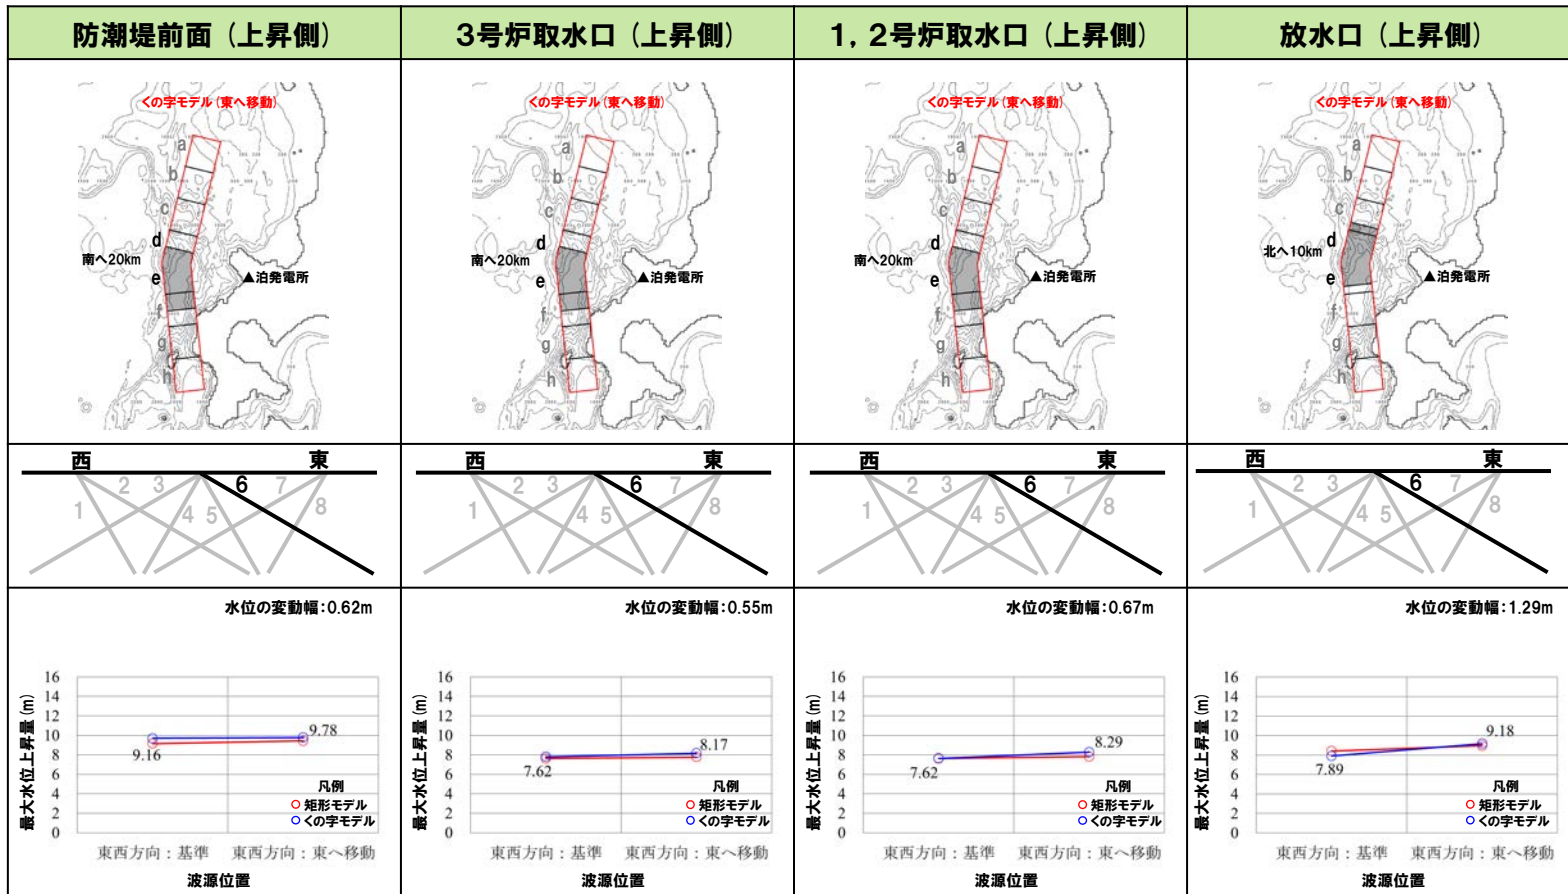 防潮堤前面（上昇側）
3号炉取水口（上昇側）
1，2号炉取水口（上昇側）
放水口（上昇側）
くの字モデル（東へ移動）
a
b
c
d
南へ20km
e
▲泊発電所
f
g
h
くの字モデル（東へ移動）
a
b
c
d
南へ20km
e
▲泊発電所
f
g
h
くの字モデル（東へ移動）
a
b
c
d
南へ20km
e
▲泊発電所
f
g
h
くの字モデル（東へ移動）
a
b
c
d
北へ10km
e
▲泊発電所
f
g
h
西 東
1 2 3 4 5 6 7 8
西 東
1 2 3 4 5 6 7 8
西 東
1 2 3 4 5 6 7 8
西 東
1 2 3 4 5 6 7 8
水位の変動幅：0.62m
最大水位上昇量(m)
16
14
12
10
8
6
4
2
0
9.16
9.78
凡例
矩形モデル
くの字モデル
東西方向：基準 東西方向：東へ移動
波源位置
水位の変動幅：0.55m
最大水位上昇量(m)
16
14
12
10
8
6
4
2
0
7.62
8.17
凡例
矩形モデル
くの字モデル
東西方向：基準 東西方向：東へ移動
波源位置
水位の変動幅：0.67m
最大水位上昇量(m)
16
14
12
10
8
6
4
2
0
7.62
8.29
凡例
矩形モデル
くの字モデル
東西方向：基準 東西方向：東へ移動
波源位置
水位の変動幅：1.29m
最大水位上昇量(m)
16
14
12
10
8
6
4
2
0
7.89
9.18
凡例
矩形モデル
くの字モデル
東西方向：基準 東西方向：東へ移動
波源位置